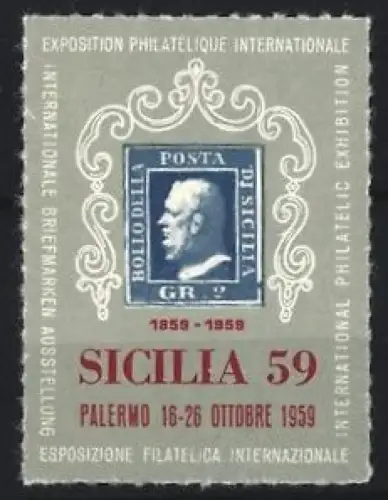 EXPOSITION PHILATELIQUE INTERNATIONALE
INTERNATIONALE BRIEFMARKEN AUSSTELLUNG
INTERNATIONAL PHILATELIC EXHIBITION
BOLLO DELLA
POSTA
DI SICILIA
GR. 2
1859-1959
SICILIA 59
PALERMO 16-26 OTTOBRE 1959
ESPOSIZIONE FILATELICA INTERNAZIONALE